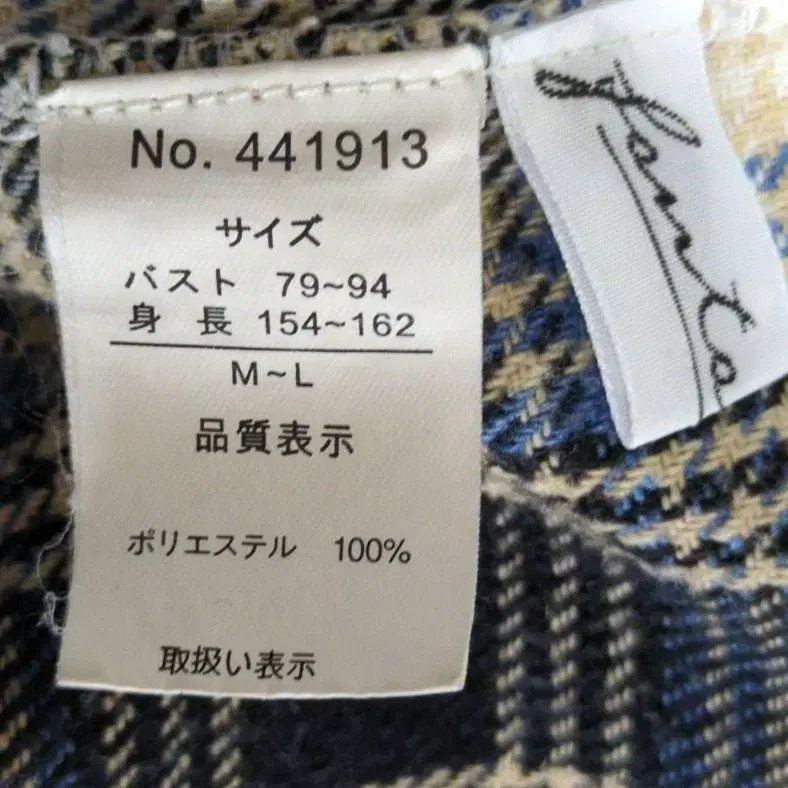 No. 441913
サイズ
バスト 79~94
身 長 154~162
M~L
品質表示
ポリエステル 100%
取扱い表示